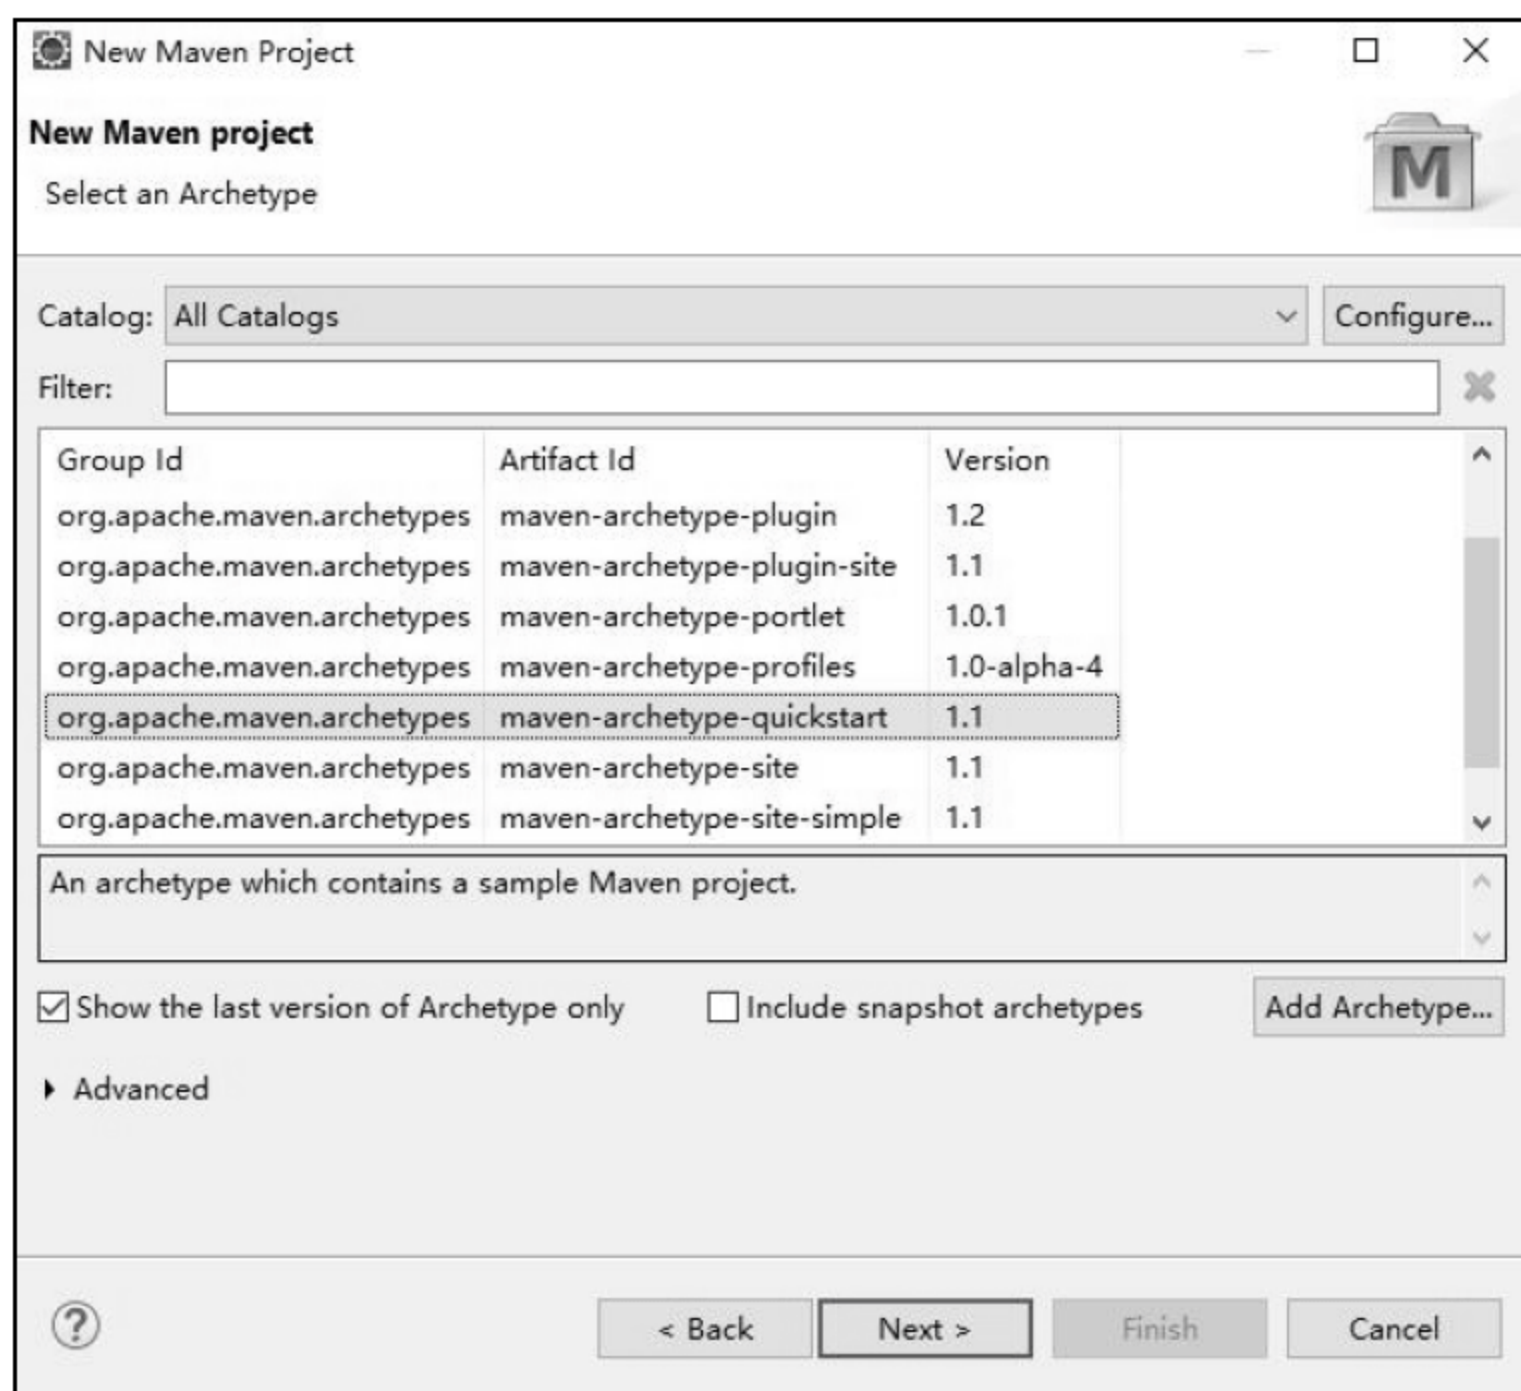 New Maven Project
New Maven project
Select an Archetype
M
Catalog: All Catalogs Configure...
Filter:
Group Id Artifact Id Version
org.apache.maven.archetypes maven-archetype-plugin 1.2
org.apache.maven.archetypes maven-archetype-plugin-site 1.1
org.apache.maven.archetypes maven-archetype-portlet 1.0.1
org.apache.maven.archetypes maven-archetype-profiles 1.0-alpha-4
org.apache.maven.archetypes maven-archetype-quickstart 1.1
org.apache.maven.archetypes maven-archetype-site 1.1
org.apache.maven.archetypes maven-archetype-site-simple 1.1
An archetype which contains a sample Maven project.
Show the last version of Archetype only Include snapshot archetypes Add Archetype...
Advanced
? < Back Next > Finish Cancel